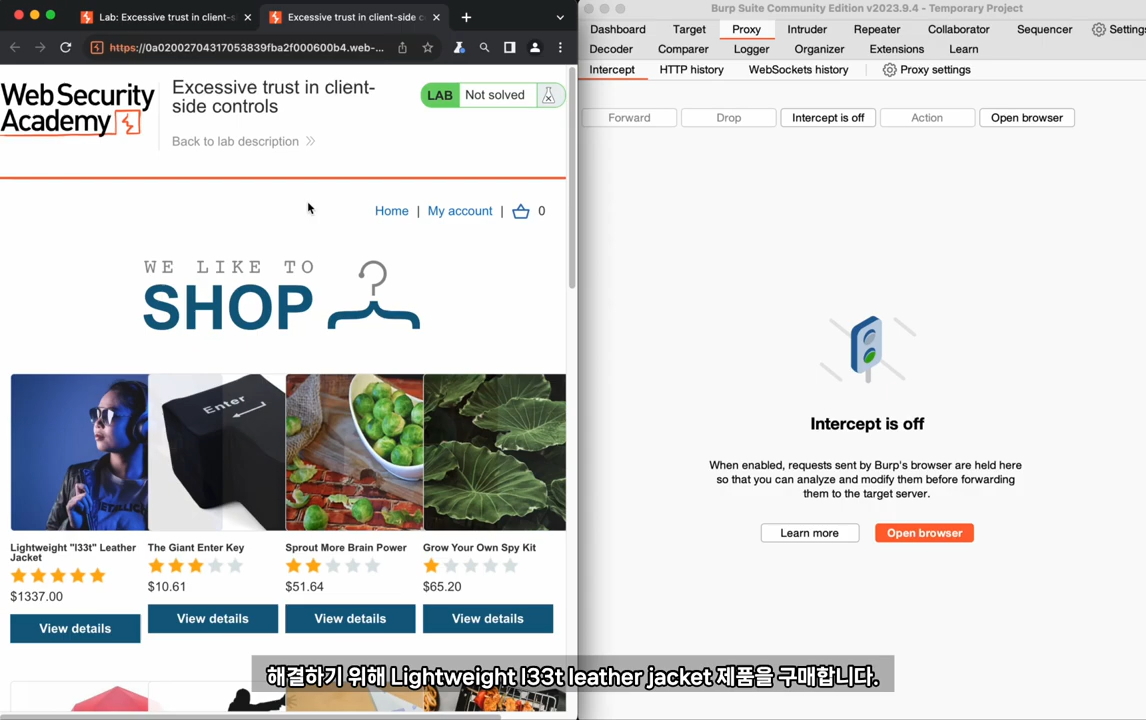 Lab: Excessive trust in client-s
Excessive trust in client-side c
https://0a02002704317053839fba2f000600b4.web-...
WebSecurity
Academy
Excessive trust in client-
side controls
Back to lab description
LAB
Not solved
Home | My account | 0
WE LIKE TO
SHOP
Enter
Lightweight "l33t" Leather
Jacket
$1337.00
View details
The Giant Enter Key
$10.61
View details
Sprout More Brain Power
$51.64
View details
Grow Your Own Spy Kit
$65.20
View details
Burp Suite Community Edition v2023.9.4 - Temporary Project
Dashboard Target Proxy Intruder Repeater Collaborator Sequencer Settings
Decoder Comparer Logger Organizer Extensions Learn
Intercept HTTP history WebSockets history Proxy settings
Forward Drop Intercept is off Action Open browser
Intercept is off
When enabled, requests sent by Burp's browser are held here
so that you can analyze and modify them before forwarding
them to the target server.
Learn more Open browser
해결하기 위해 Lightweight l33t leather jacket 제품을 구매합니다.